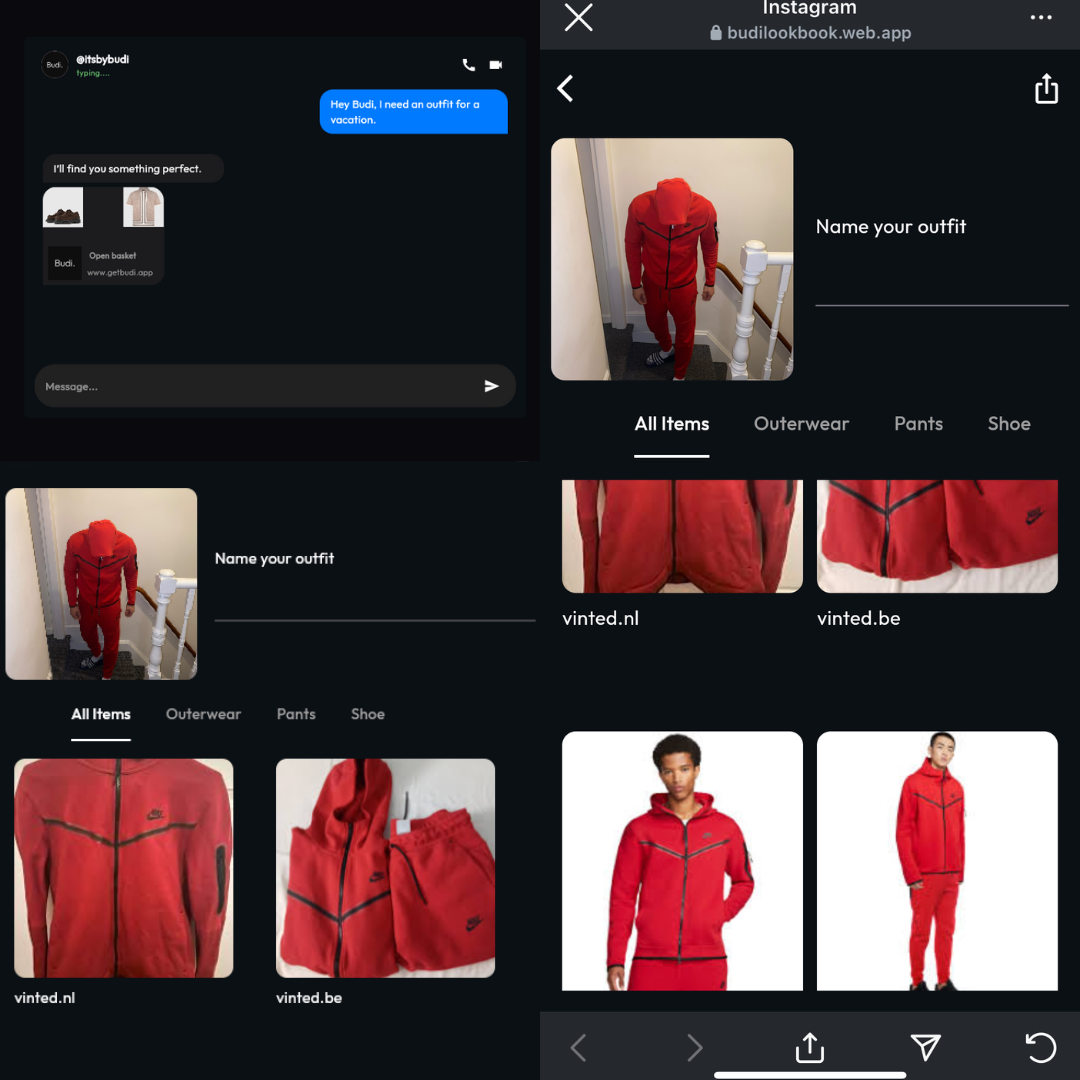 Budi.
@itsbydudi
typing....
Hey Budi, I need an outfit for a
vacation.
I'll find you something perfect.
Budi.
Open basket
www.getbudi.app
Message...
Name your outfit
All Items Outerwear Pants Shoe
vinted.nl vinted.be
Instagram
budilookbook.web.app
Name your outfit
All Items Outerwear Pants Shoe
vinted.nl vinted.be